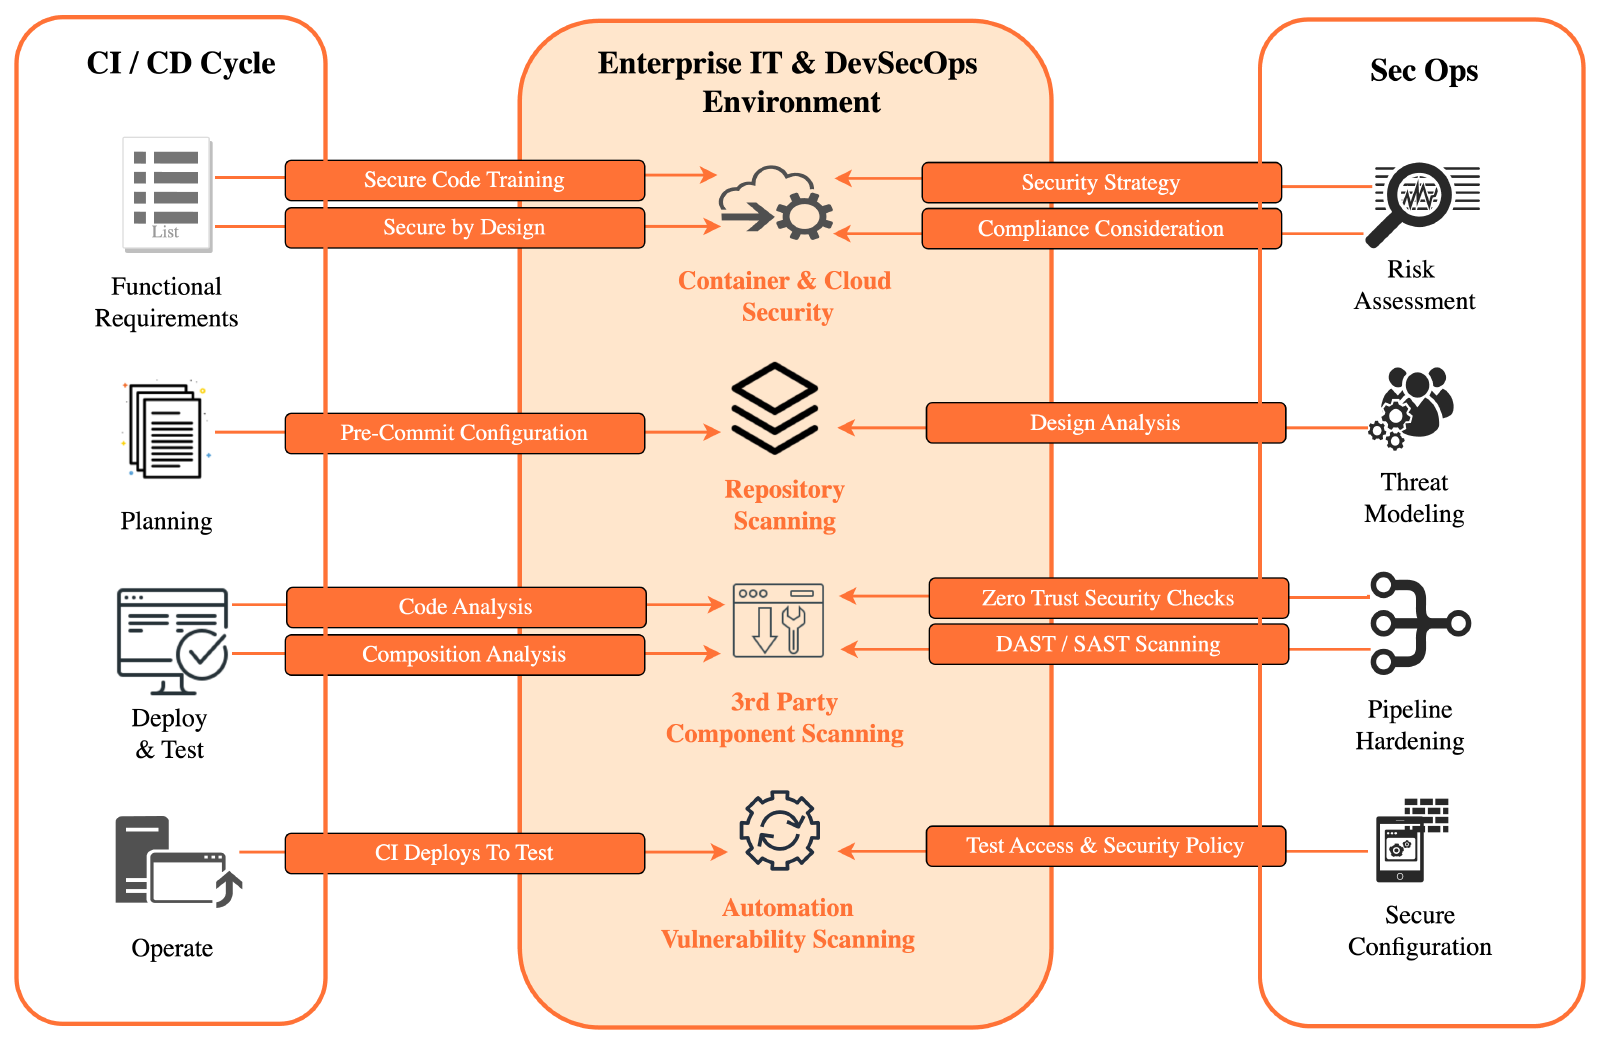 CI / CD Cycle
Enterprise IT & DevSecOps
Environment
Sec Ops
List
Functional
Requirements
Secure Code Training
Secure by Design
Container & Cloud
Security
Security Strategy
Compliance Consideration
Risk
Assessment
Planning
Pre-Commit Configuration
Repository
Scanning
Design Analysis
Threat
Modeling
Deploy
& Test
Code Analysis
Composition Analysis
3rd Party
Component Scanning
Zero Trust Security Checks
DAST / SAST Scanning
Pipeline
Hardening
Operate
CI Deploys To Test
Automation
Vulnerability Scanning
Test Access & Security Policy
Secure
Configuration